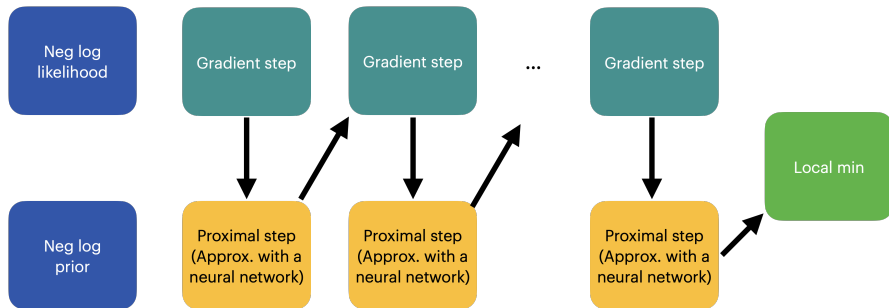 Neg log
likelihood
Gradient step
Gradient step
...
Gradient step
Local min
Neg log
prior
Proximal step
(Approx. with a
neural network)
Proximal step
(Approx. with a
neural network)
Proximal step
(Approx. with a
neural network)